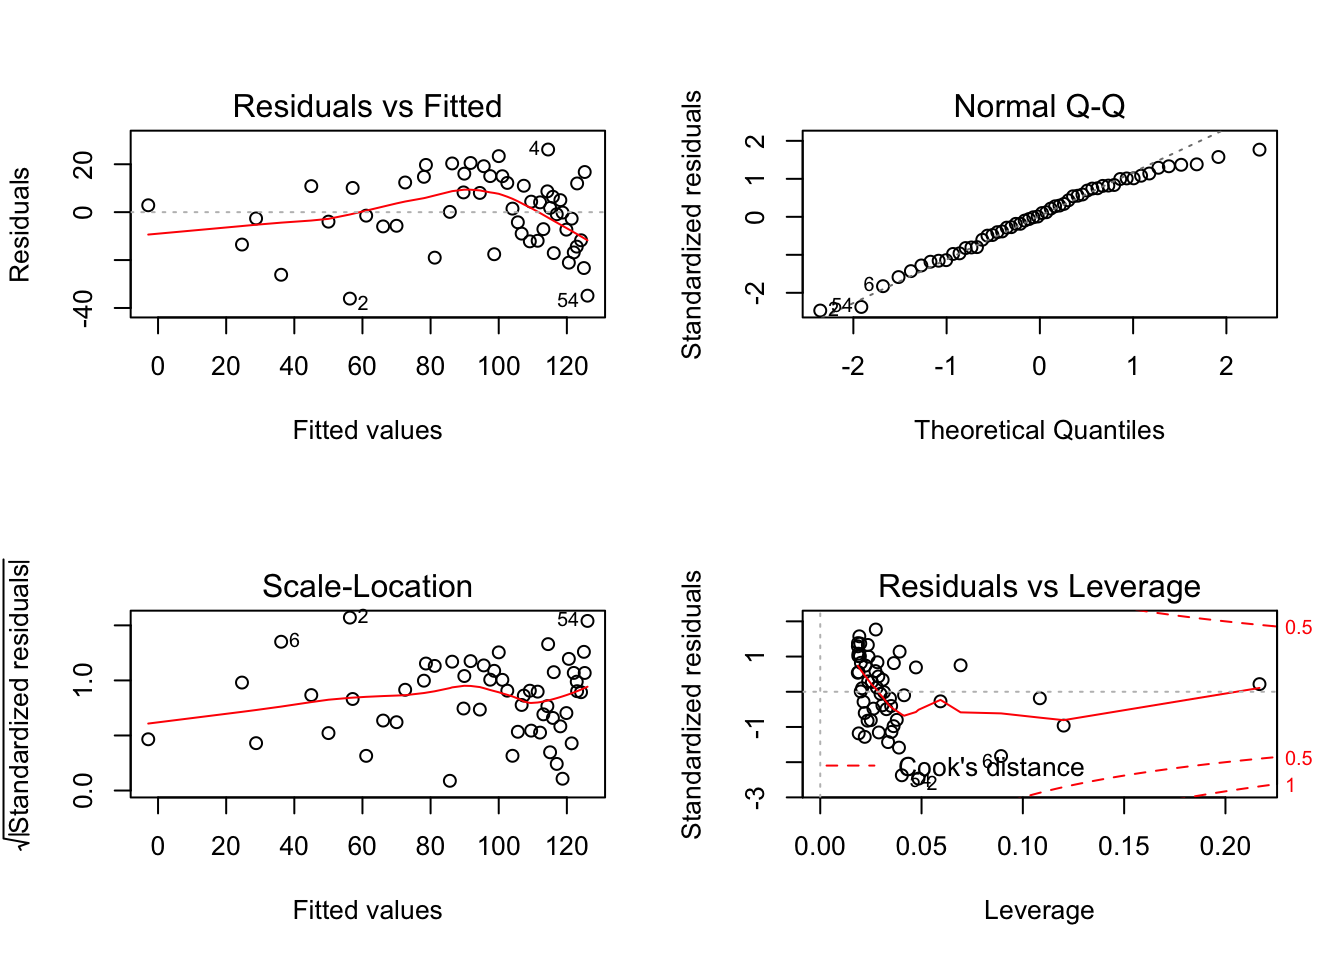 Residuals vs Fitted
Residuals
20
0
-40
4
2
54
0 20 40 60 80 100 120
Fitted values
Normal Q-Q
Standardized residuals
2
1
0
-2
6
54
2
-2 -1 0 1 2
Theoretical Quantiles
Scale-Location
√|Standardized residuals|
1.0
0.0
2
54
6
0 20 40 60 80 100 120
Fitted values
Residuals vs Leverage
Standardized residuals
1
-1
-3
0.5
0.5
1
6
Cook's distance
54
2
0.00 0.05 0.10 0.15 0.20
Leverage